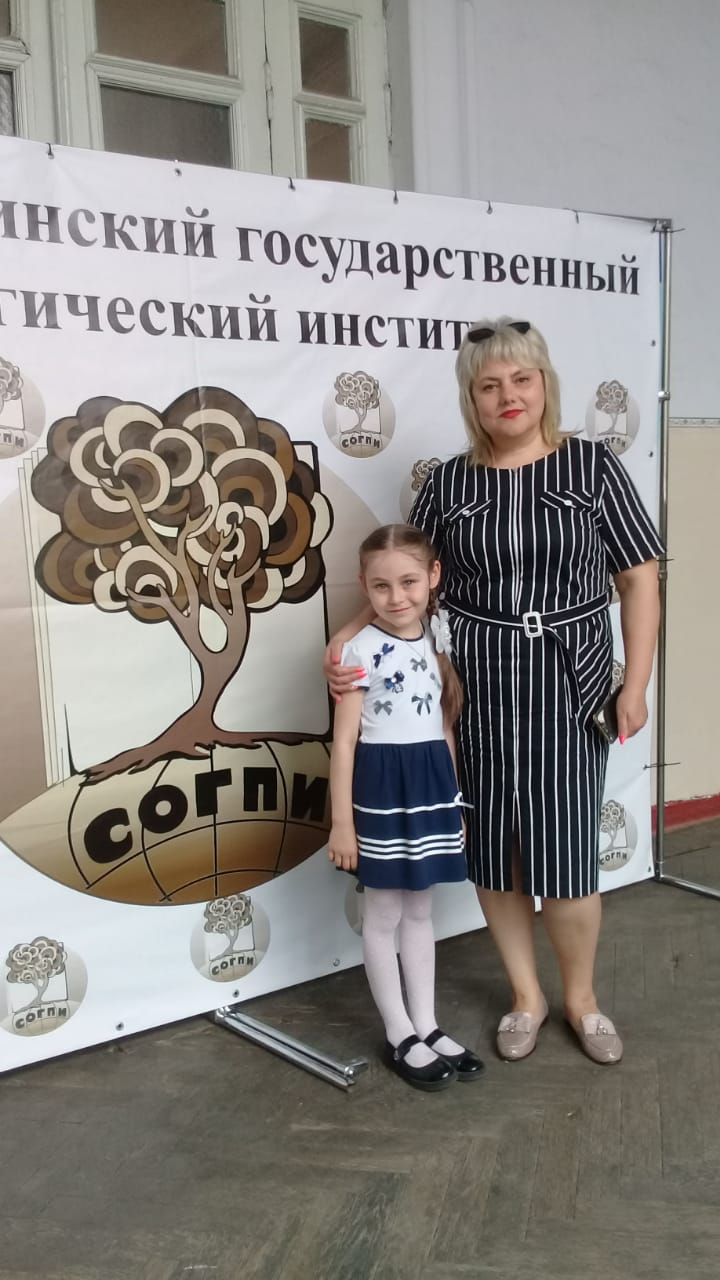 инский государственный
гический инстит
согпи
согпи
согпи
согпи
согпи
согпи
согпи